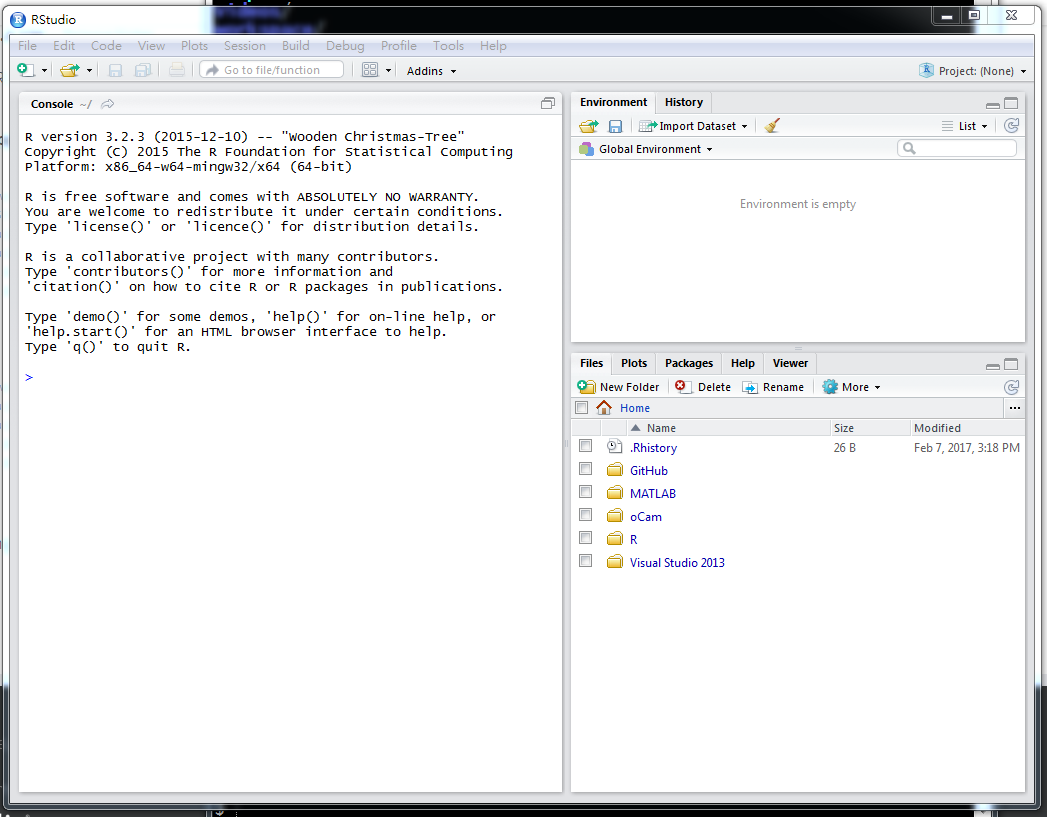 RStudio
File Edit Code View Plots Session Build Debug Profile Tools Help
Go to file/function Addins Project: (None)
Console ~/
R version 3.2.3 (2015-12-10) -- "Wooden Christmas-Tree"
Copyright (C) 2015 The R Foundation for Statistical Computing
Platform: x86_64-w64-mingw32/x64 (64-bit)
R is free software and comes with ABSOLUTELY NO WARRANTY.
You are welcome to redistribute it under certain conditions.
Type 'license()' or 'licence()' for distribution details.
R is a collaborative project with many contributors.
Type 'contributors()' for more information and
'citation()' on how to cite R or R packages in publications.
Type 'demo()' for some demos, 'help()' for on-line help, or
'help.start()' for an HTML browser interface to help.
Type 'q()' to quit R.
>
Environment History
Import Dataset List
Global Environment
Environment is empty
Files Plots Packages Help Viewer
New Folder Delete Rename More
Home ...
Name Size Modified
.Rhistory 26 B Feb 7, 2017, 3:18 PM
GitHub
MATLAB
oCam
R
Visual Studio 2013